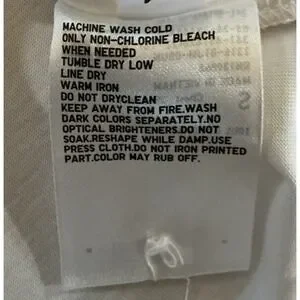 MACHINE WASH COLD
ONLY NON-CHLORINE BLEACH
WHEN NEEDED
TUMBLE DRY LOW
LINE DRY
WARM IRON
DO NOT DRYCLEAN
KEEP AWAY FROM FIRE.WASH
DARK COLORS SEPARATELY.NO
OPTICAL BRIGHTENERS.DO NOT
SOAK.RESHAPE WHILE DAMP.USE
PRESS CLOTH.DO NOT IRON PRINTED
PART.COLOR MAY RUB OFF.